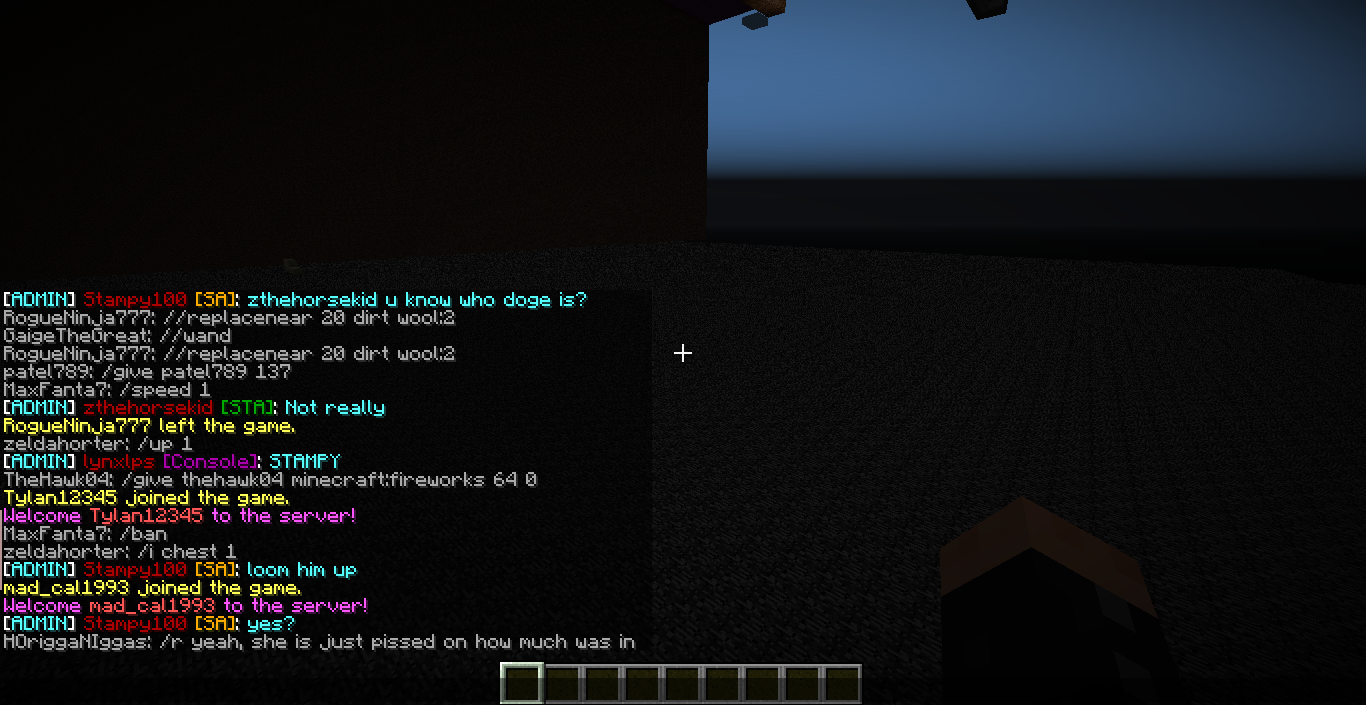 [ADMIN] Stampy100 [SA]: zthehorsekid u know who doge is?
RogueNinja777: //replacenear 20 dirt wool:2
GaigeTheGreat: //wand
RogueNinja777: //replacenear 20 dirt wool:2
patel789: /give patel789 137
MaxFanta7: /speed 1
[ADMIN] zthehorsekid [STA]: Not really
RogueNinja777 left the game.
zeldahorter: /up 1
[ADMIN] lynxlps [Console]: STAMPY
TheHawk04: /give thehawk04 minecraft:fireworks 64 0
Tylan12345 joined the game.
Welcome Tylan12345 to the server!
MaxFanta7: /ban
zeldahorter: /i chest 1
[ADMIN] Stampy100 [SA]: loom him up
mad_cal1993 joined the game.
Welcome mad_cal1993 to the server!
[ADMIN] Stampy100 [SA]: yes?
HOriggaNIggas: /r yeah, she is just pissed on how much was in